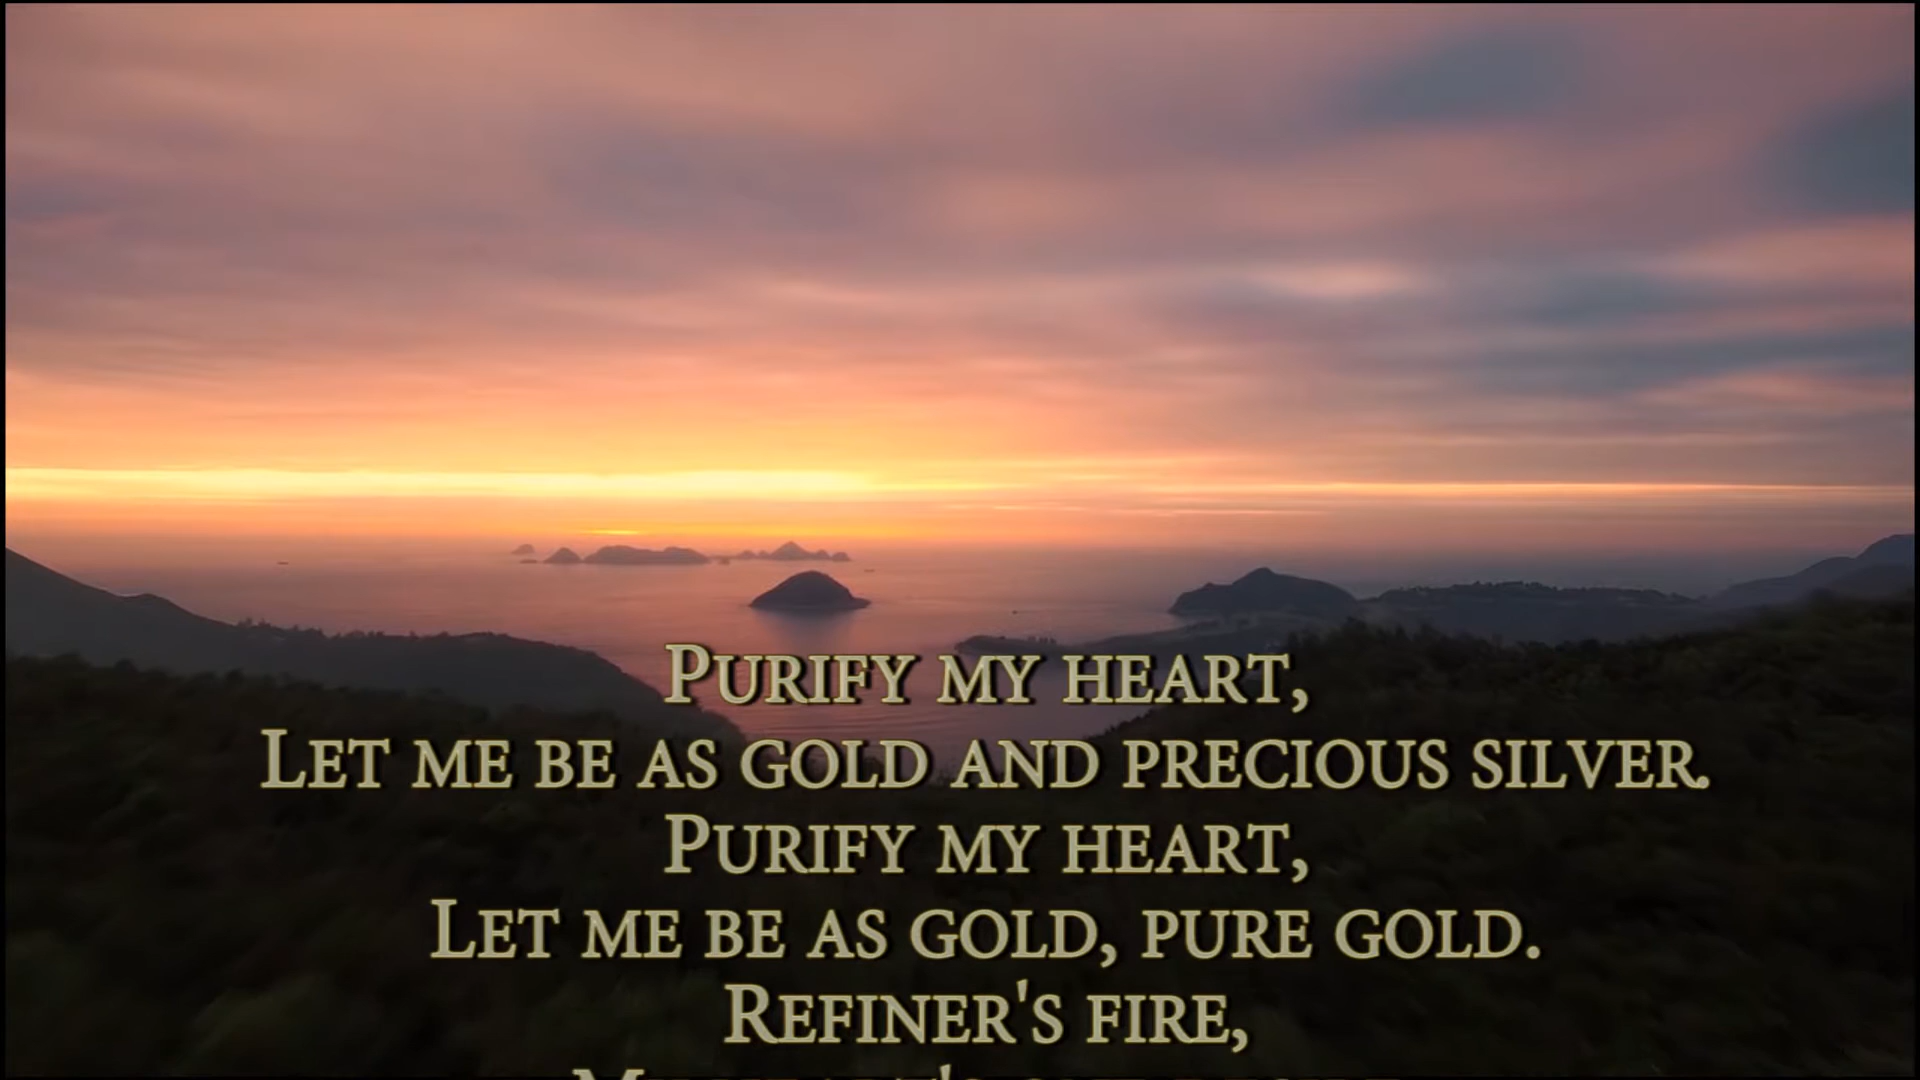 Purify my heart,
Let me be as gold and precious silver.
Purify my heart,
Let me be as gold, pure gold.
Refiner's fire,